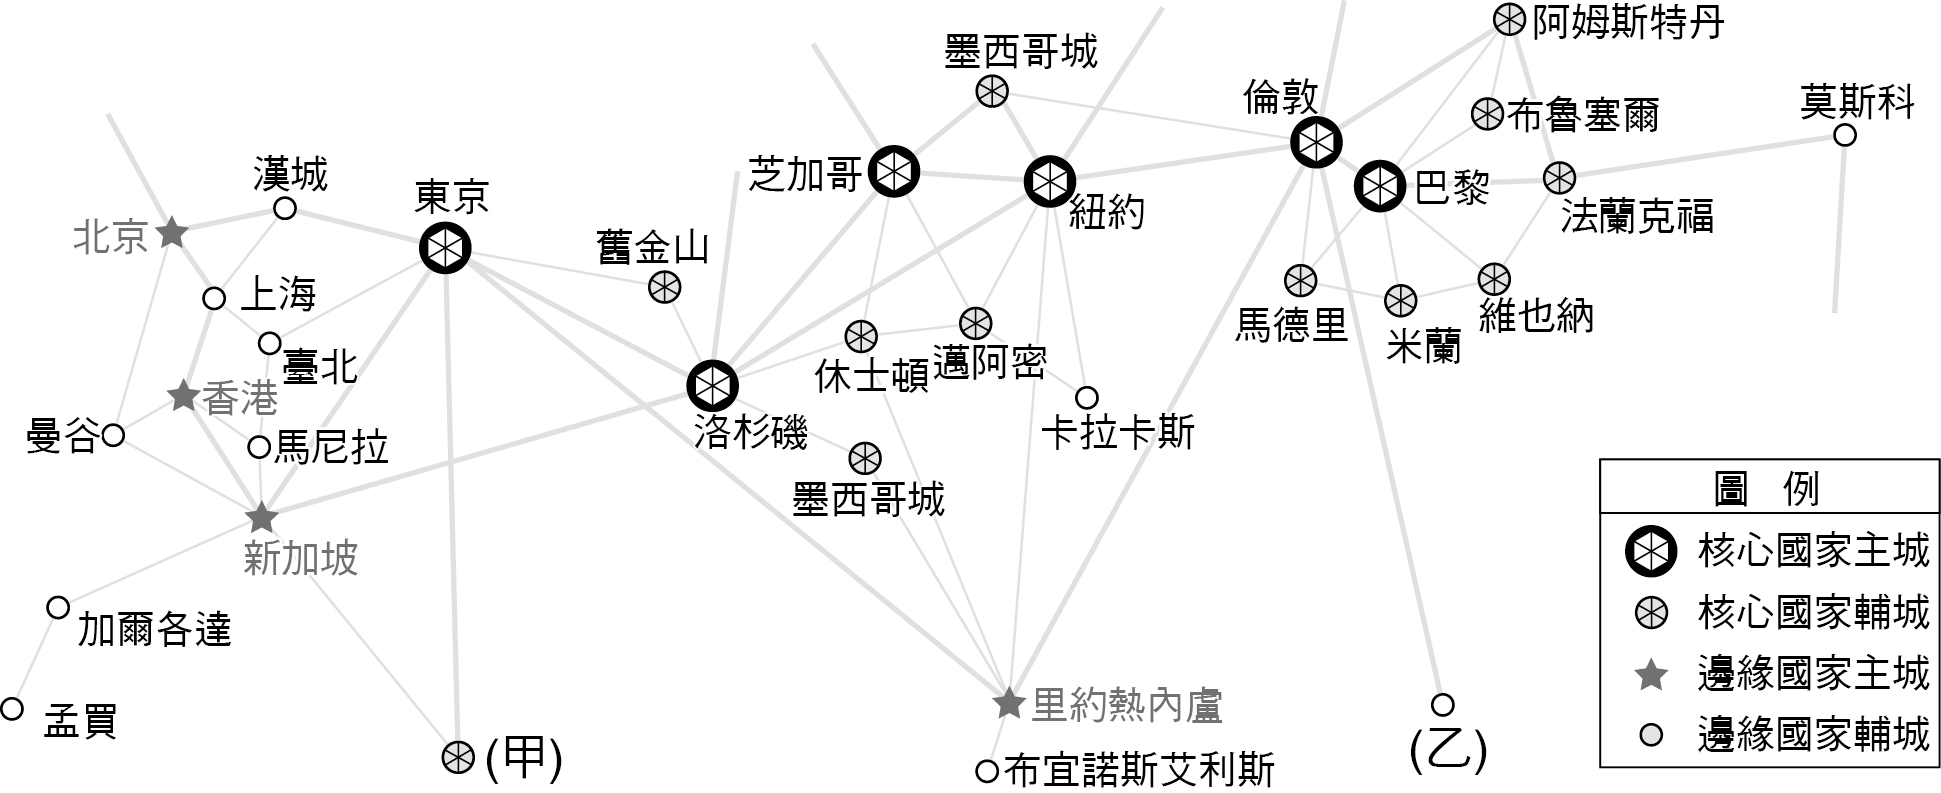 阿姆斯特丹
墨西哥城
倫敦
布魯塞爾
莫斯科
漢城
芝加哥
東京
巴黎
紐約
法蘭克福
北京
舊金山
上海
維也納
馬德里
米蘭
臺北
邁阿密
休士頓
香港
洛杉磯
卡拉卡斯
曼谷
馬尼拉
墨西哥城
圖 例
核心國家主城
新加坡
核心國家輔城
加爾各達
邊緣國家主城
里約熱內盧
孟買
邊緣國家輔城
(甲)
(乙)
布宜諾斯艾利斯